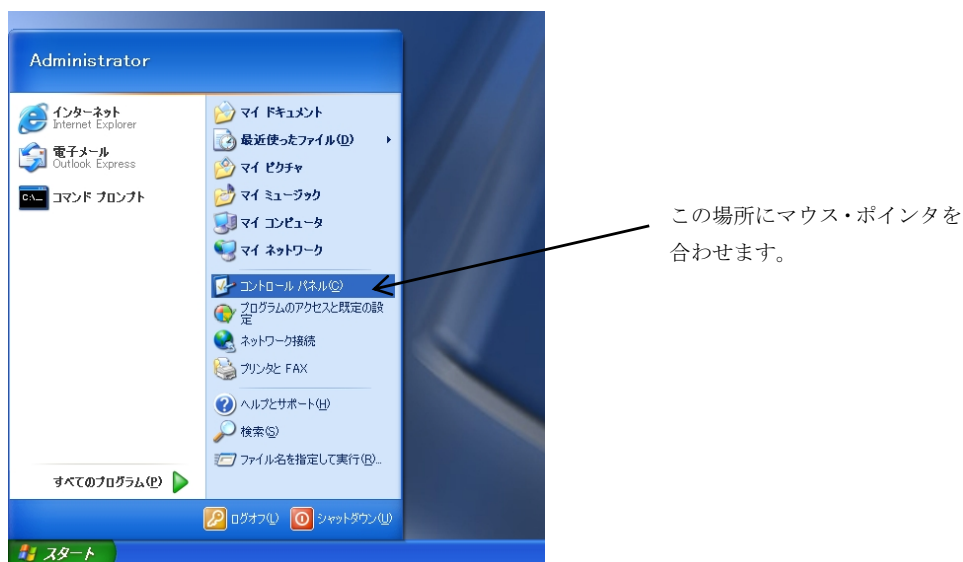 Administrator
インターネット
Internet Explorer
電子メール
Outlook Express
コマンド プロンプト
すべてのプログラム(P)
マイ ドキュメント
最近使ったファイル(D)
マイ ピクチャ
マイ ミュージック
マイ コンピュータ
マイ ネットワーク
コントロール パネル(C)
プログラムのアクセスと既定の設
定
ネットワーク接続
プリンタと FAX
ヘルプとサポート(H)
検索(S)
ファイル名を指定して実行(R)...
ログオフ(L)
シャットダウン(U)
スタート
この場所にマウス・ポインタを
合わせます。